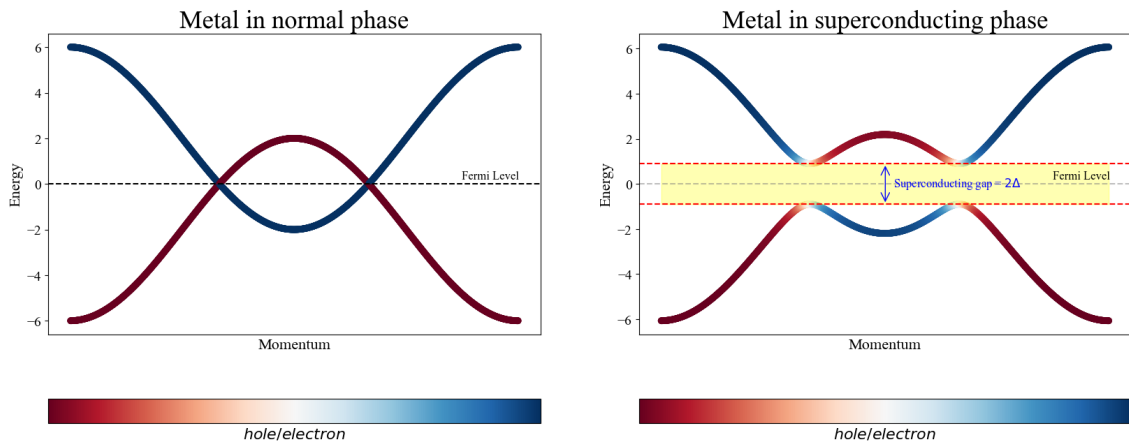 Metal in normal phase
6
4
2
0
−2
−4
−6
Energy
Fermi Level
Momentum
hole/electron
Metal in superconducting phase
6
4
2
0
−2
−4
−6
Energy
Fermi Level
Superconducting gap = 2Δ
Momentum
hole/electron